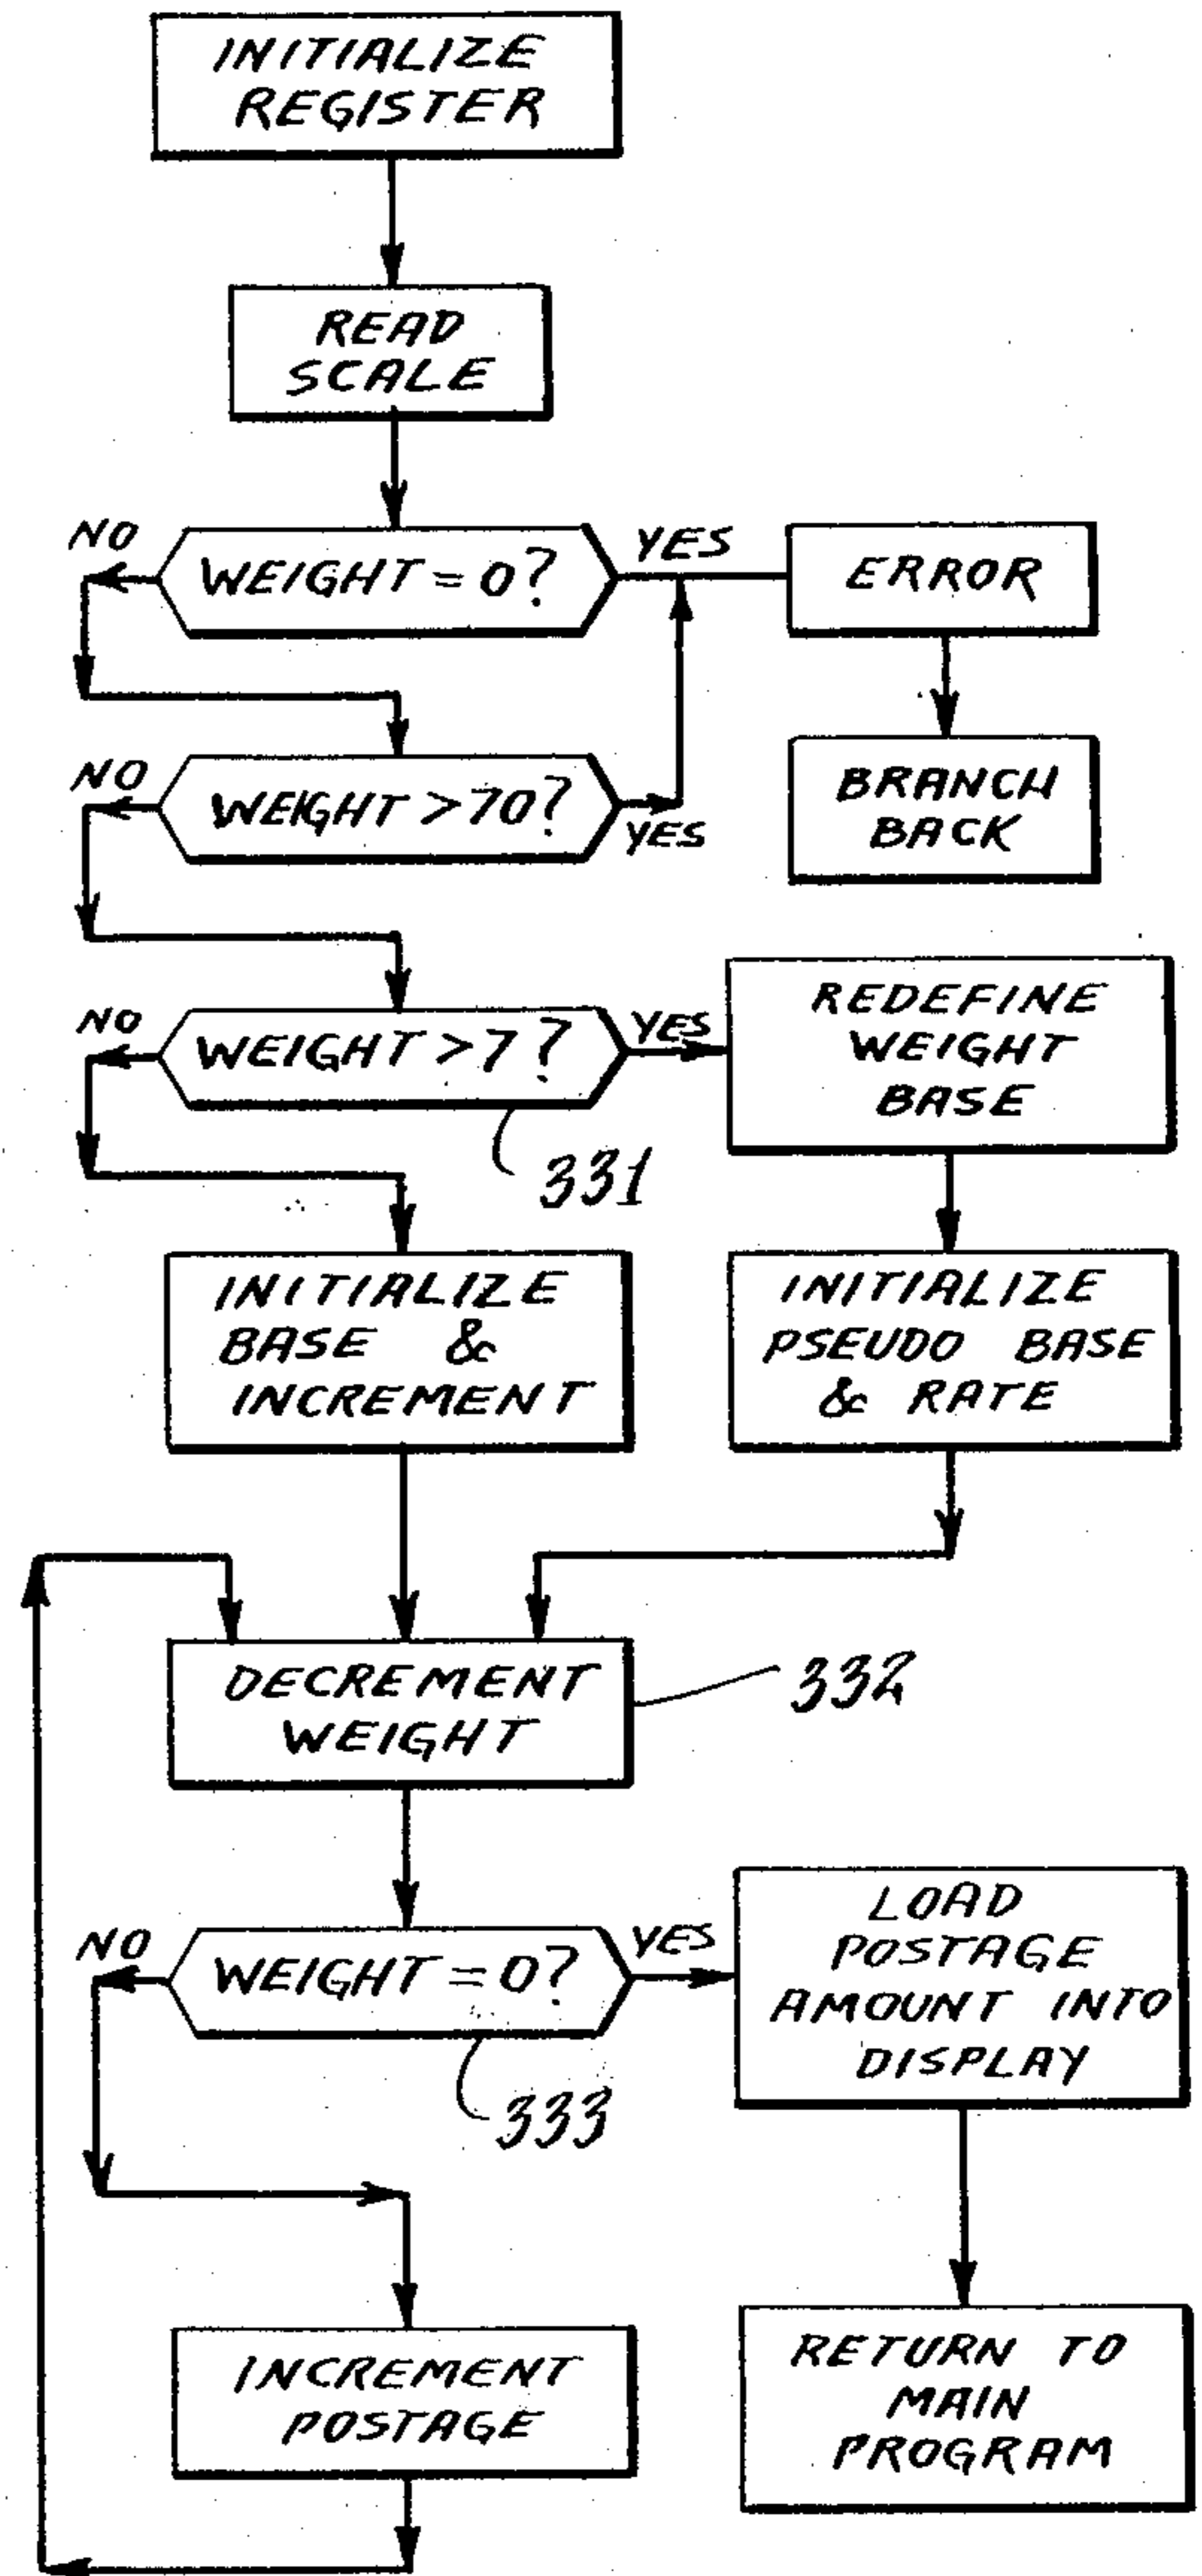 INITIALIZE
REGISTER
READ
SCALE
NO
WEIGHT = 0?
YES
ERROR
NO
WEIGHT > 70?
YES
BRANCH
BACK
NO
WEIGHT > 7?
YES
331
REDEFINE
WEIGHT
BASE
INITIALIZE
BASE &
INCREMENT
INITIALIZE
PSEUDO BASE
& RATE
DECREMENT
WEIGHT
332
NO
WEIGHT = 0?
YES
333
LOAD
POSTAGE
AMOUNT INTO
DISPLAY
INCREMENT
POSTAGE
RETURN TO
MAIN
PROGRAM